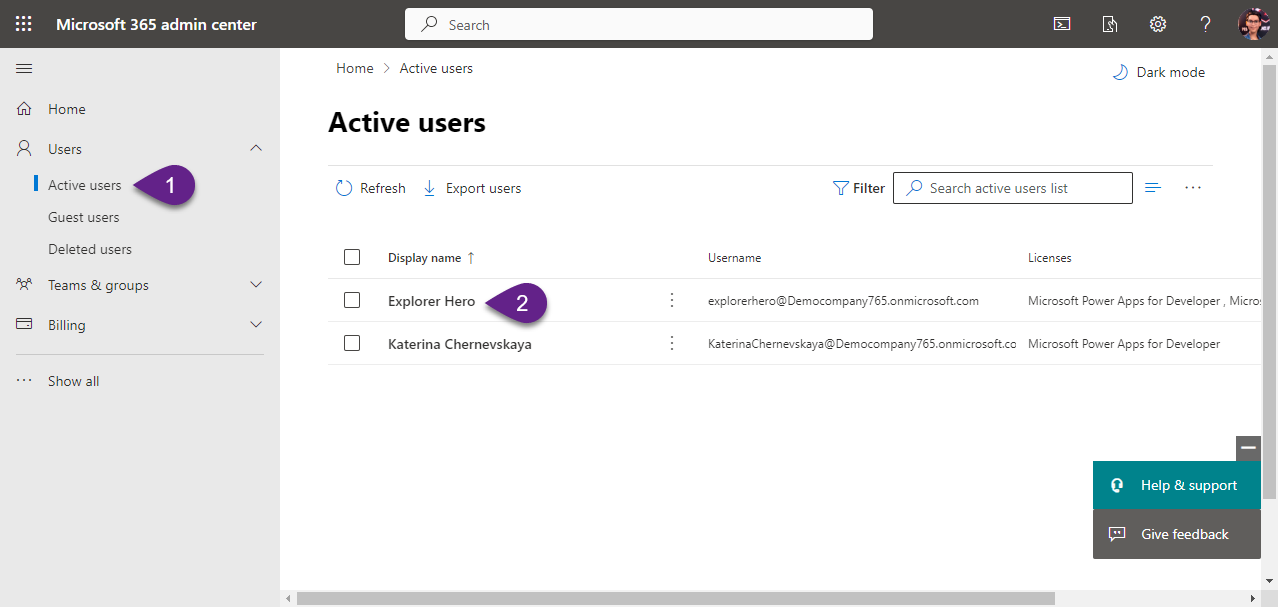 Microsoft 365 admin center
Search
?
Home
Users
Active users
1
Guest users
Deleted users
Teams & groups
Billing
Show all
Home > Active users
Dark mode
Active users
Refresh
Export users
Filter
Search active users list
Display name ↑
Username
Licenses
Explorer Hero
2
explorerhero@Democompany765.onmicrosoft.com
Microsoft Power Apps for Developer , Micros
Katerina Chernevskaya
KaterinaChernevskaya@Democompany765.onmicrosoft.co
Microsoft Power Apps for Developer
Help & support
Give feedback